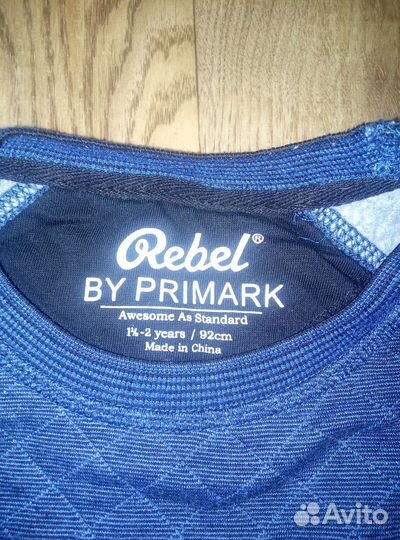 Rebel®
BY PRIMARK
Awesome As Standard
1½-2 years / 92cm
Made in China
Avito